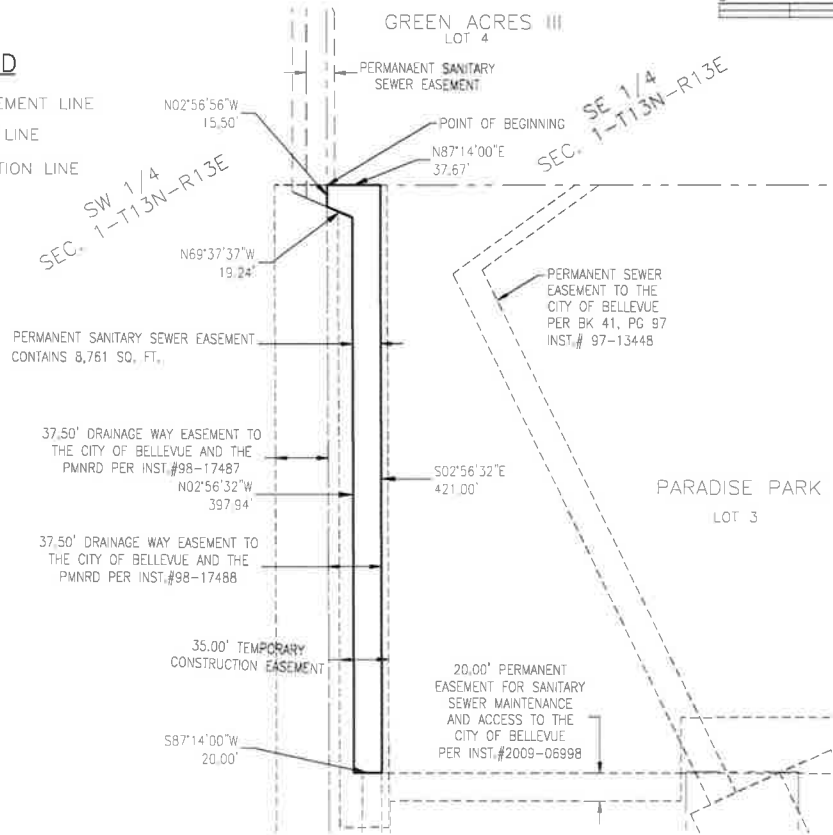 GREEN ACRES III
LOT 4
D
EMENT LINE
LINE
TION LINE
PERMANAENT SANITARY
SEWER EASEMENT
N02°56'56"W
15.50'
POINT OF BEGINNING
N87°14'00"E
37.67'
SE 1/4
SEC. 1-T13N-R13E
SW 1/4
SEC. 1-T13N-R13E
N69°37'37"W
19.24'
PERMANENT SEWER
EASEMENT TO THE
CITY OF BELLEVUE
PER BK 41, PG 97
INST.# 97-13448
PERMANENT SANITARY SEWER EASEMENT
CONTAINS 8,761 SQ. FT.
37.50' DRAINAGE WAY EASEMENT TO
THE CITY OF BELLEVUE AND THE
PMNRD PER INST.#98-17487
N02°56'32"W
397.94'
S02°56'32"E
421.00'
PARADISE PARK
LOT 3
37.50' DRAINAGE WAY EASEMENT TO
THE CITY OF BELLEVUE AND THE
PMNRD PER INST.#98-17488
35.00' TEMPORARY
CONSTRUCTION EASEMENT
20.00' PERMANENT
EASEMENT FOR SANITARY
SEWER MAINTENANCE
AND ACCESS TO THE
CITY OF BELLEVUE
PER INST.#2009-06998
S87°14'00"W
20.00'